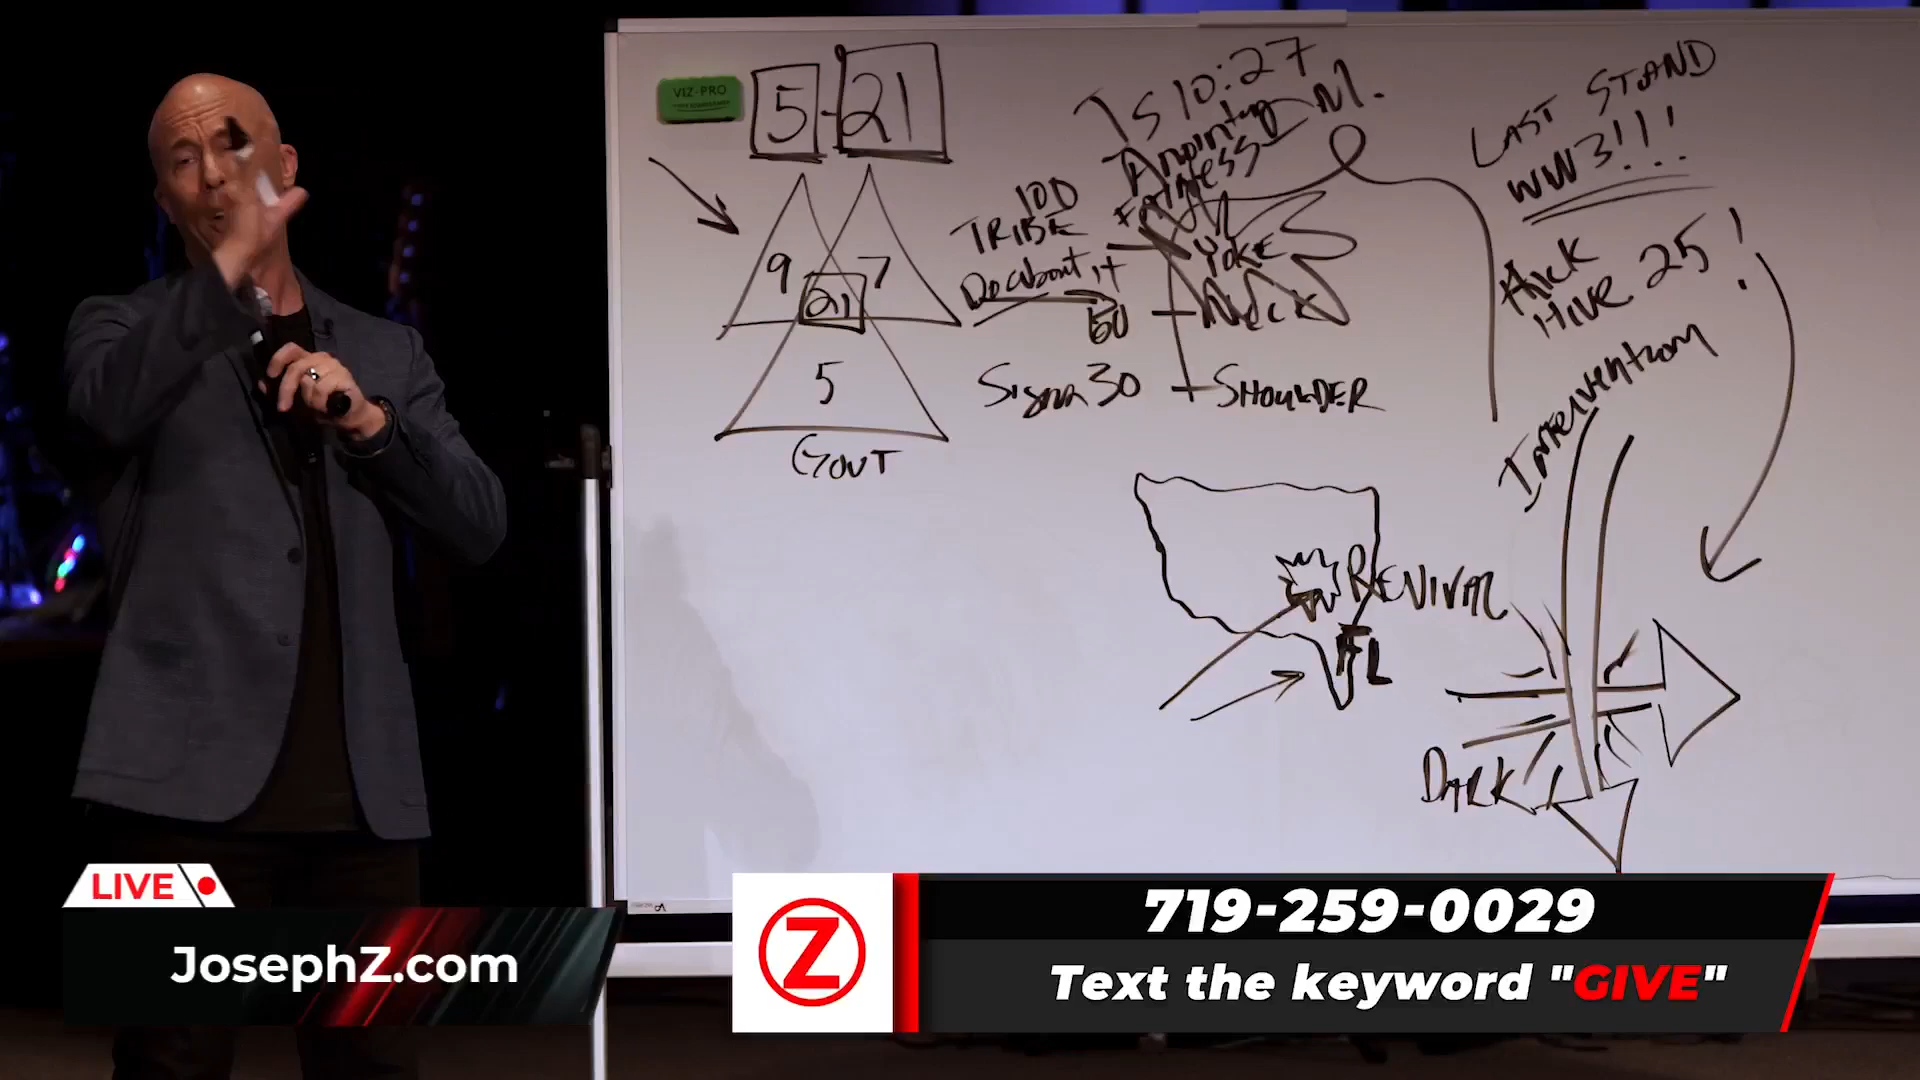 VIZ-PRO
5-21
9
7
21
5
GOUT
IS 10:27
Anointing
Fatness
M.
100
TRIBE
Do about it
60
Sigma 30
Yoke
Neck
SHOULDER
LAST STAND
WW3!!!
HIVE 25!
Intervention
REVIVAL
FL
DARK
LIVE
JosephZ.com
Z
719-259-0029
Text the keyword "GIVE"